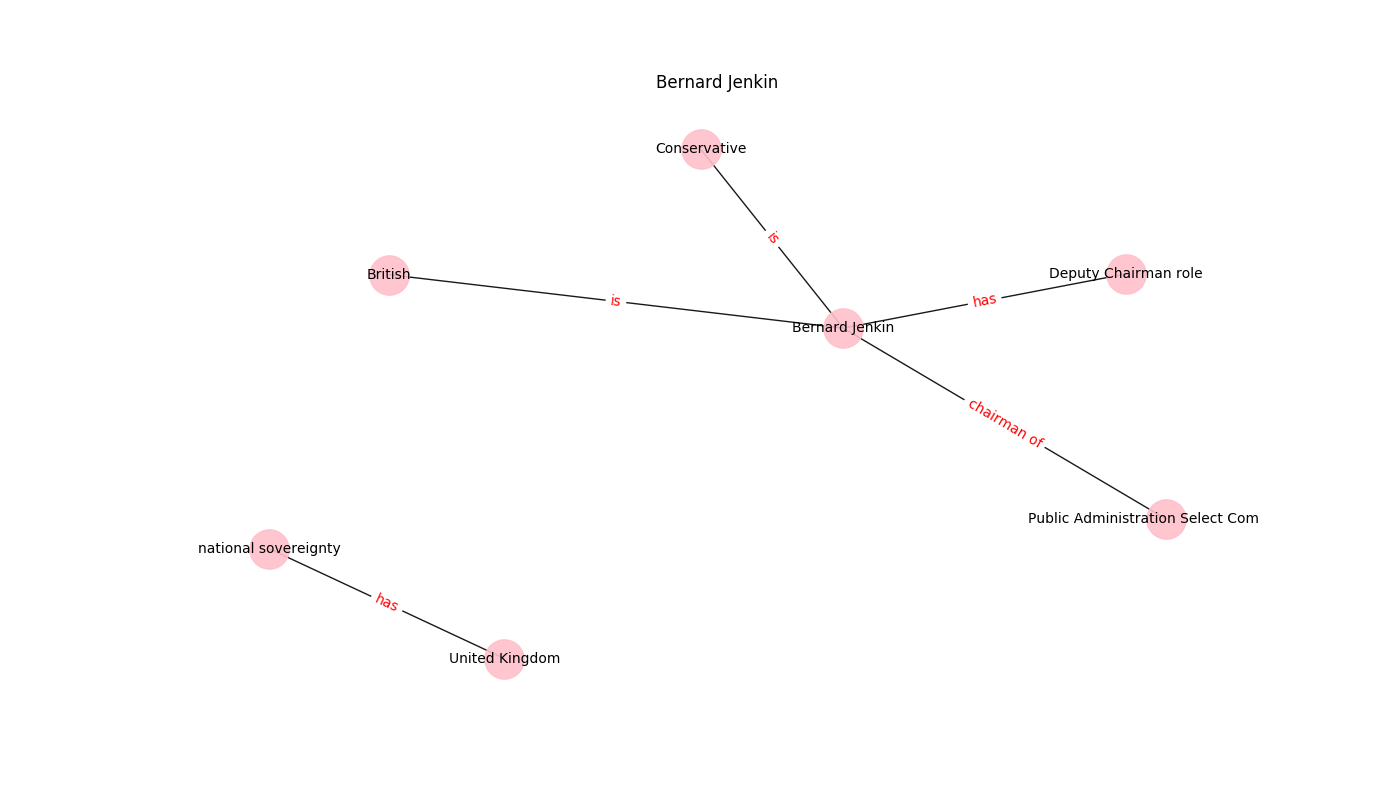 Bernard Jenkin
Conservative
is
British
Deputy Chairman role
is
has
Bernard Jenkin
chairman of
Public Administration Select Com
national sovereignty
has
United Kingdom